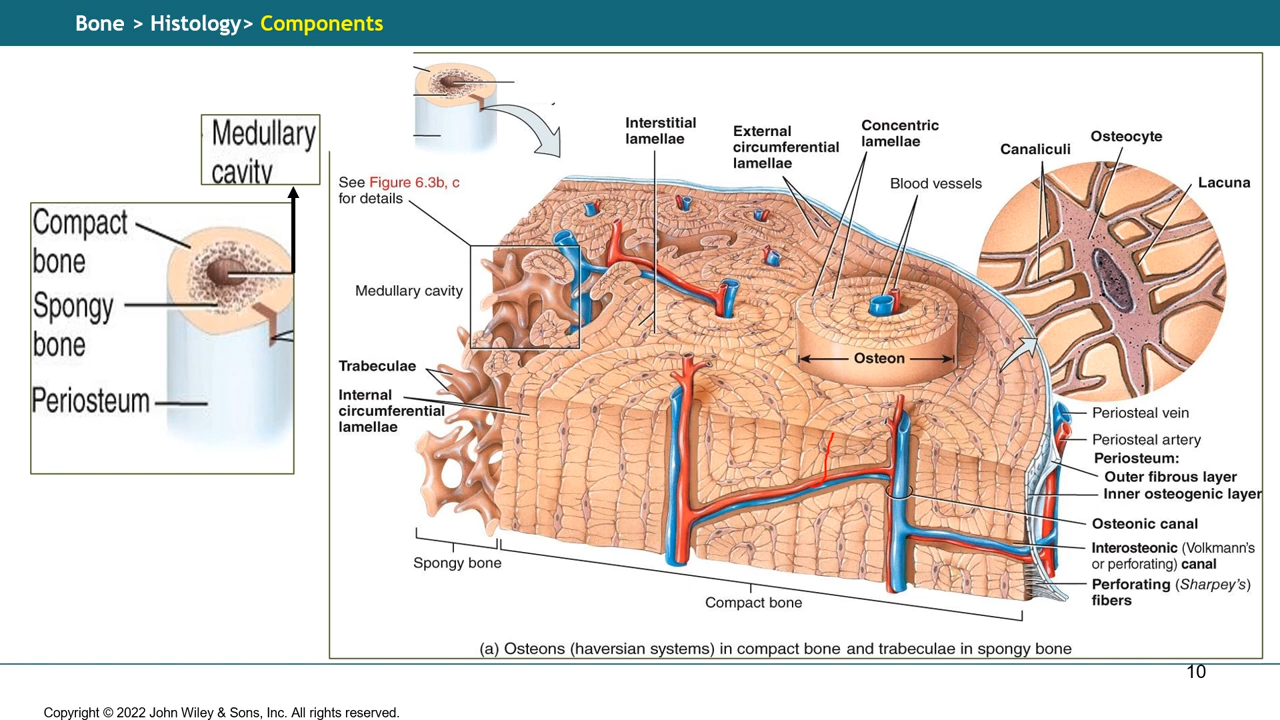 Bone > Histology> Components
Medullary
cavity
Compact
bone
Spongy
bone
Periosteum
Interstitial
lamellae
External
circumferential
lamellae
Concentric
lamellae
Blood vessels
Canaliculi
Osteocyte
Lacuna
See Figure 6.3b, c
for details
Medullary cavity
Trabeculae
Internal
circumferential
lamellae
Osteon
Periosteal vein
Periosteal artery
Periosteum:
Outer fibrous layer
Inner osteogenic layer
Osteonic canal
Interosteonic (Volkmann's
or perforating) canal
Perforating (Sharpey's)
fibers
Spongy bone
Compact bone
(a) Osteons (haversian systems) in compact bone and trabeculae in spongy bone
10
Copyright © 2022 John Wiley & Sons, Inc. All rights reserved.